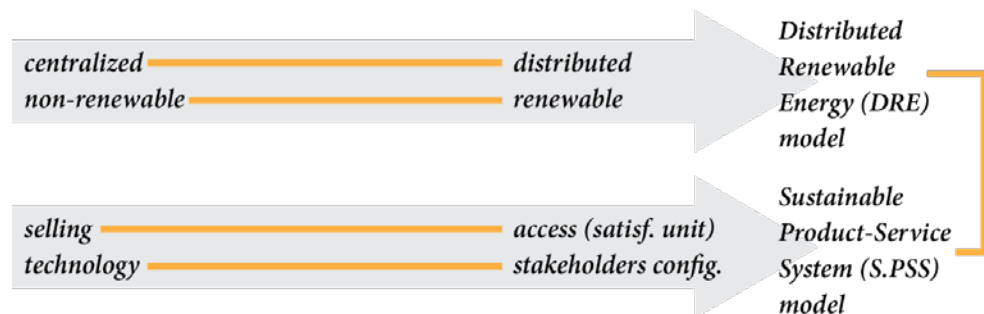 centralized distributed
non-renewable renewable
Distributed
Renewable
Energy (DRE)
model
selling access (satisf. unit)
technology stakeholders config.
Sustainable
Product-Service
System (S.PSS)
model